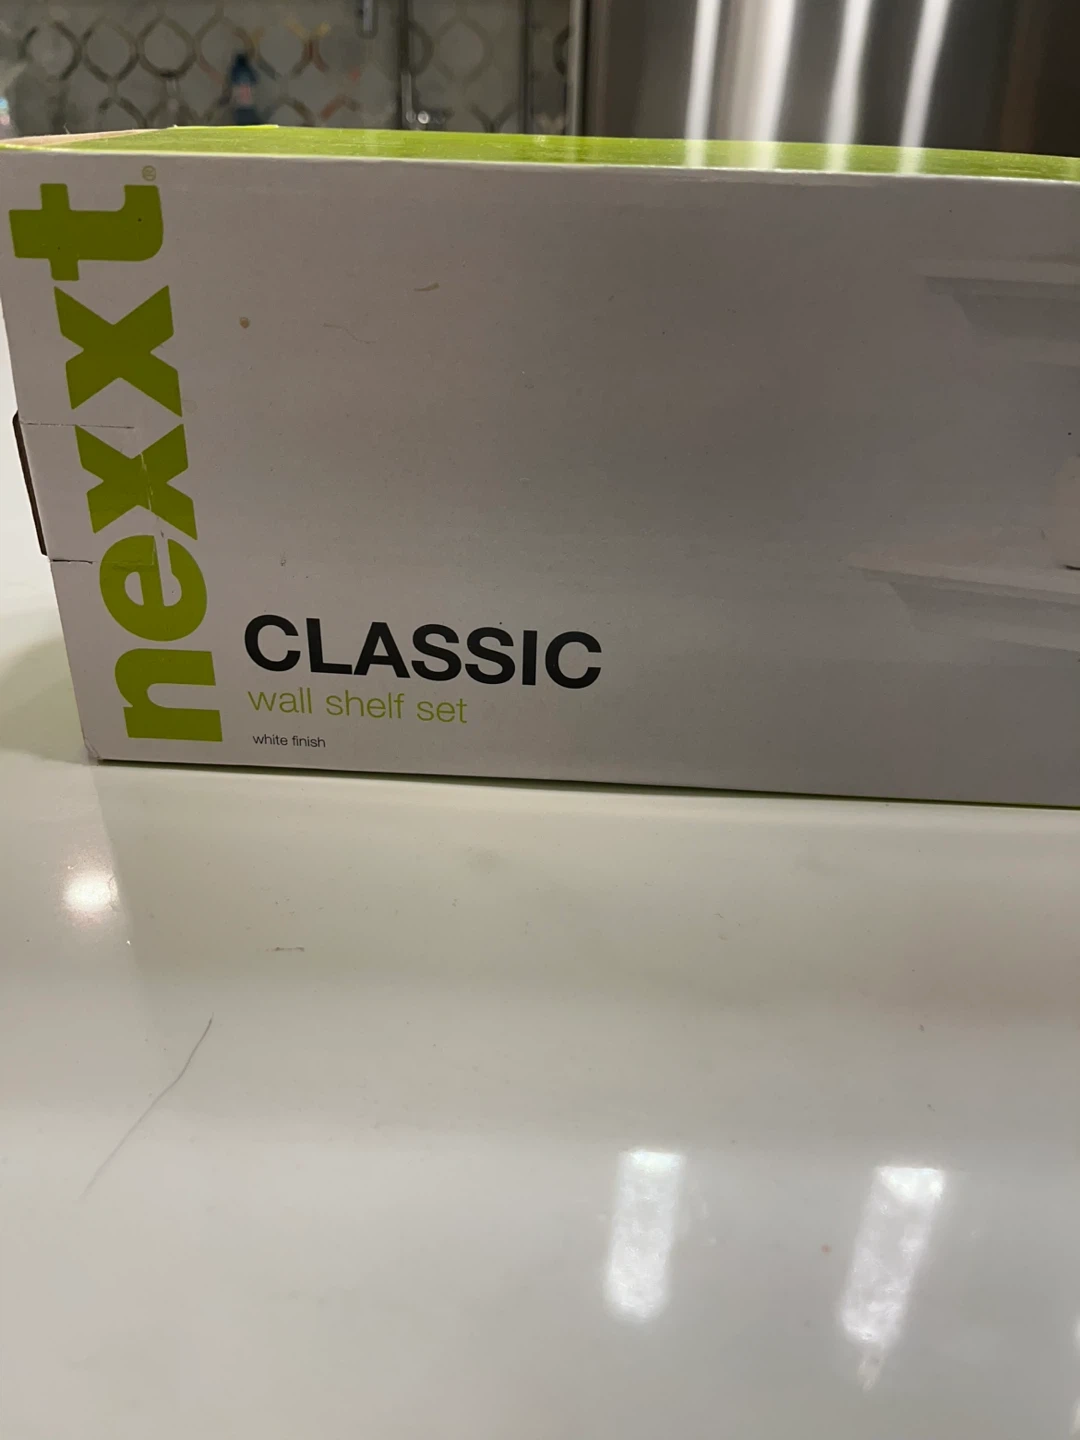 nexxt®
CLASSIC
wall shelf set
white finish